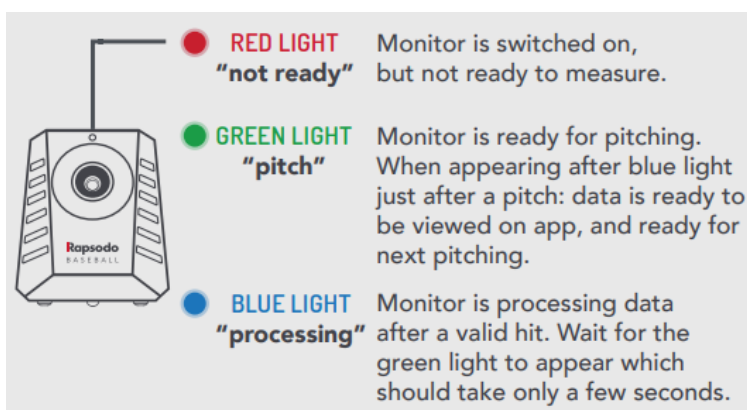 RED LIGHT
"not ready"
Monitor is switched on,
but not ready to measure.
GREEN LIGHT
"pitch"
Monitor is ready for pitching.
When appearing after blue light
just after a pitch: data is ready to
be viewed on app, and ready for
next pitching.
Rapsodo
BASEBALL
BLUE LIGHT
"processing"
Monitor is processing data
after a valid hit. Wait for the
green light to appear which
should take only a few seconds.